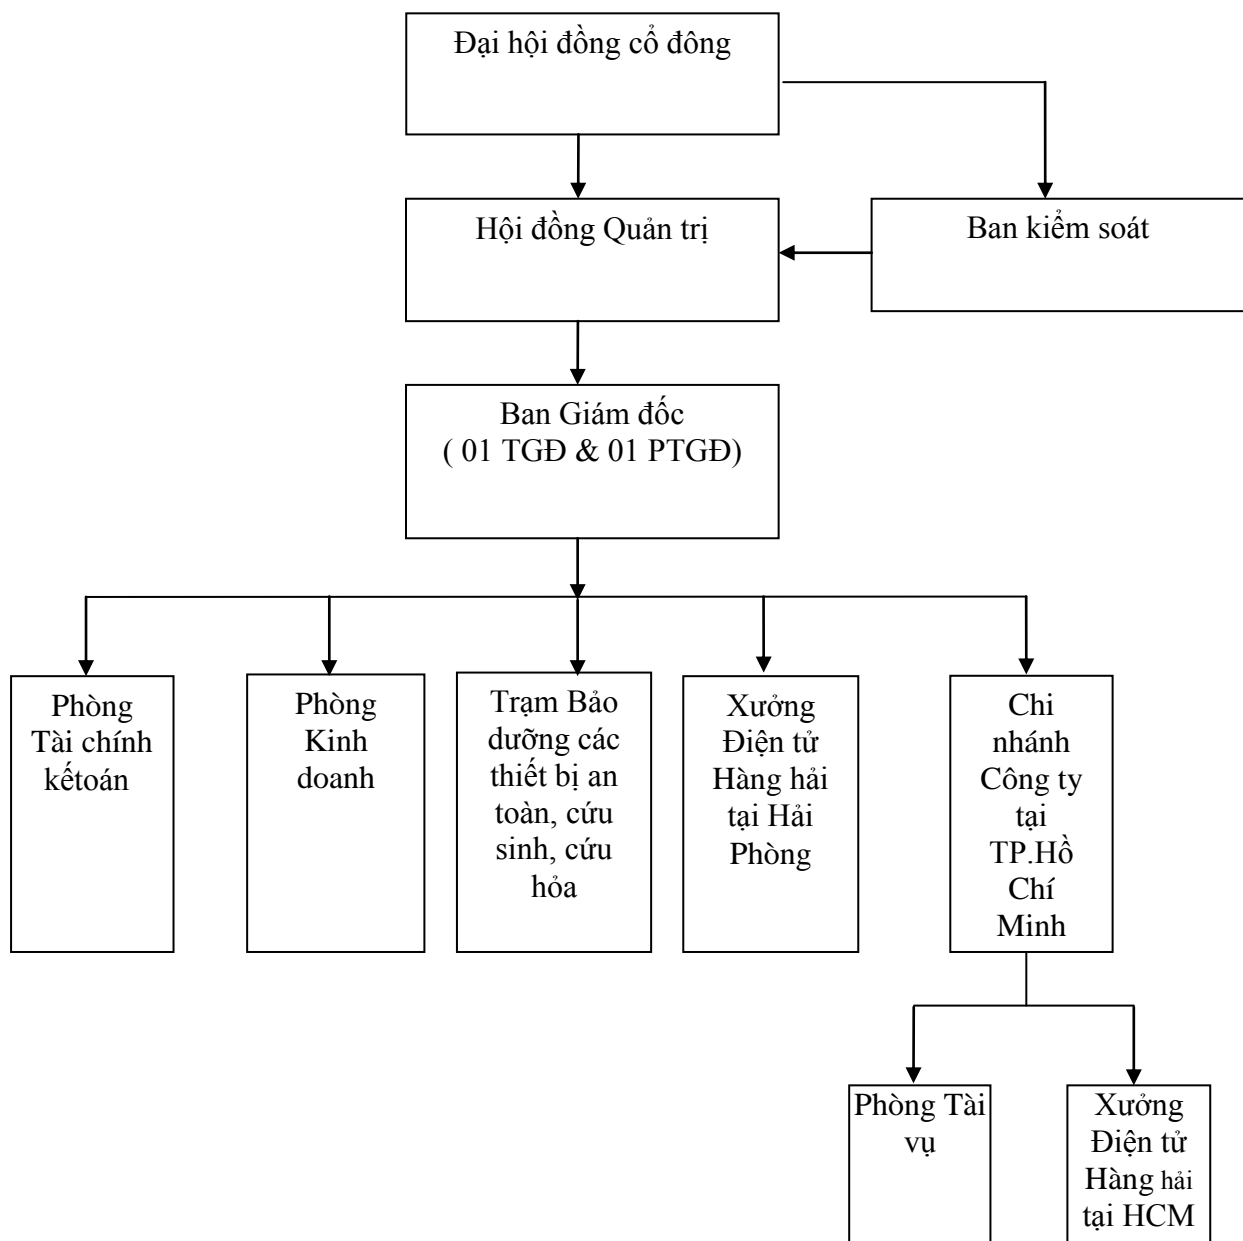 Đại hội đồng cổ đông
Hội đồng Quản trị
Ban kiểm soát
Ban Giám đốc
( 01 TGĐ & 01 PTGĐ)
Phòng
Tài chính
kếtoán
Phòng
Kinh
doanh
Trạm Bảo
dưỡng các
thiết bị an
toàn, cứu
sinh, cứu
hỏa
Xưởng
Điện tử
Hàng hải
tại Hải
Phòng
Chi
nhánh
Công ty
tại
TP.Hồ
Chí
Minh
Phòng Tài
vụ
Xưởng
Điện tử
Hàng hải
tại HCM